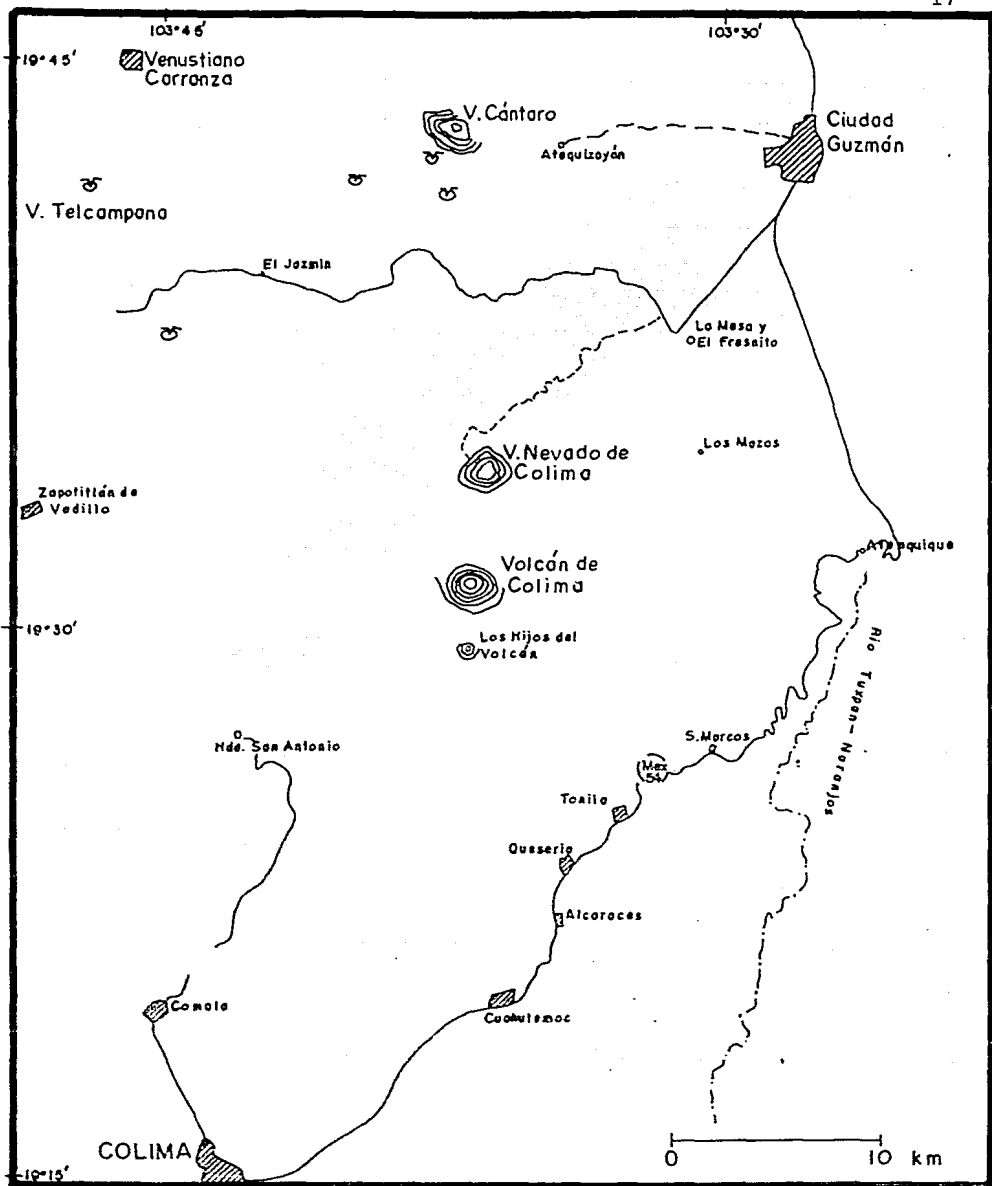 17
103°45'
103°30'
19°45'
Venustiano
Carranza
V. Cántaro
Atequizayán
Ciudad
Guzmán
V. Telcampana
El Jazmín
La Mesa y
El Fresnito
Los Mazos
V. Nevado de
Colima
Zapotitlán de
Vadillo
Atenquique
Volcán de
Colima
19°30'
Los Hijos del
Volcán
Río Tuxpan - Naranjos
Hda. San Antonio
S. Marcos
Mex
54
Tonila
Queseria
Alcaraces
Comala
Cuahutemoc
COLIMA
19°15'
0 10 km